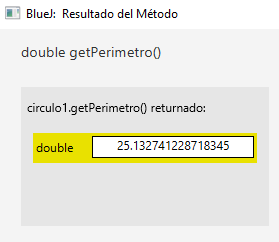 BlueJ: Resultado del Método
double getPerimetro()
circulo1.getPerimetro() returnado:
double 25.132741228718345